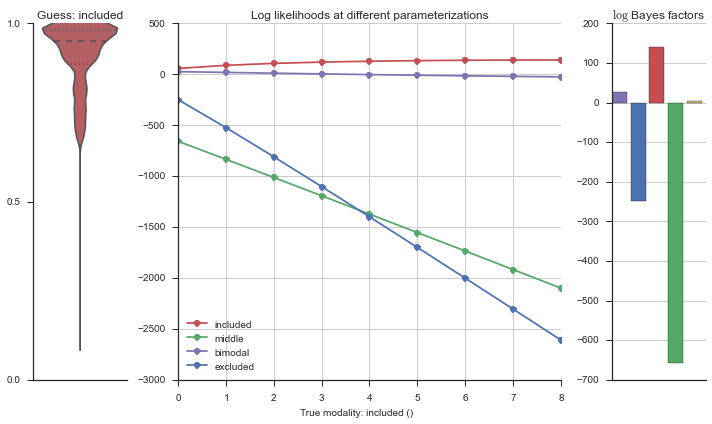 Guess: included
1.0
0.5
0.0
Log likelihoods at different parameterizations
500
0
−500
−1000
−1500
−2000
−2500
−3000
included
middle
bimodal
excluded
0 1 2 3 4 5 6 7 8
True modality: included ()
log Bayes factors
200
100
0
−100
−200
−300
−400
−500
−600
−700